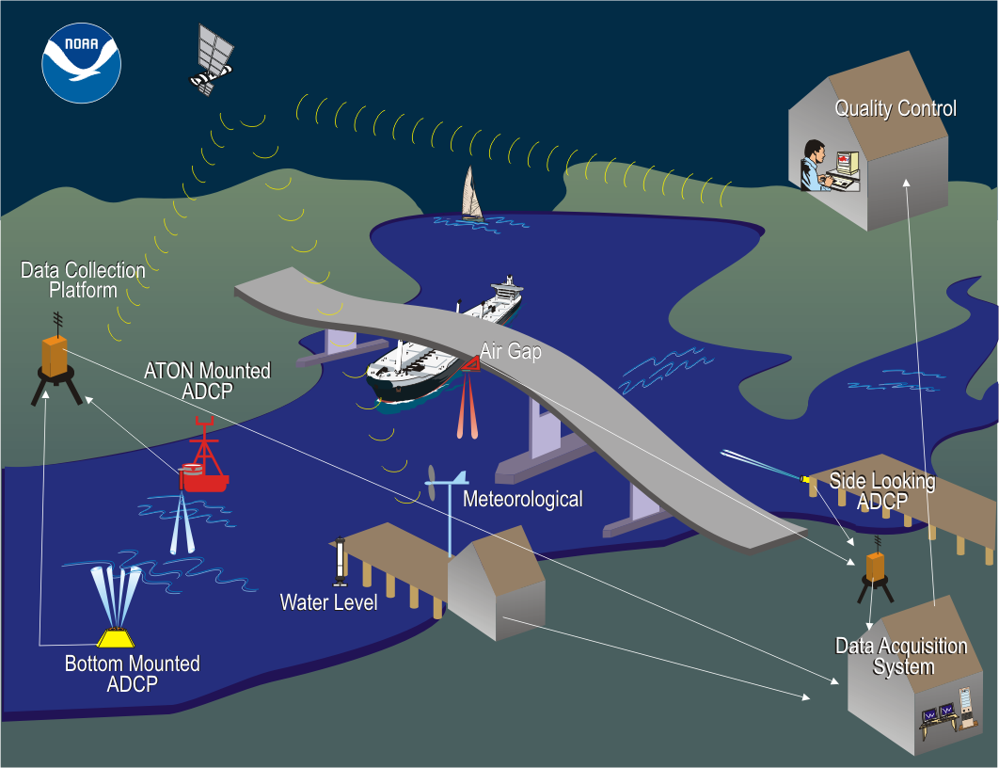 NOAA
Quality Control
Data Collection
Platform
Air Gap
ATON Mounted
ADCP
Side Looking
ADCP
Meteorological
Water Level
Data Acquisition
System
Bottom Mounted
ADCP